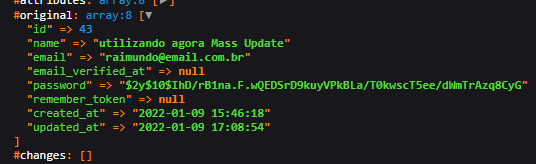 #attributes: array:8 [▶]
#original: array:8 [▼
"id" => 43
"name" => "utilizando agora Mass Update"
"email" => "raimundo@email.com.br"
"email_verified_at" => null
"password" => "$2y$10$IhD/rB1na.F.wQEDSrD9kuyVPkBLa/T0kwscT5ee/dWmTrAzq8CyG"
"remember_token" => null
"created_at" => "2022-01-09 15:46:18"
"updated_at" => "2022-01-09 17:08:54"
]
#changes: []